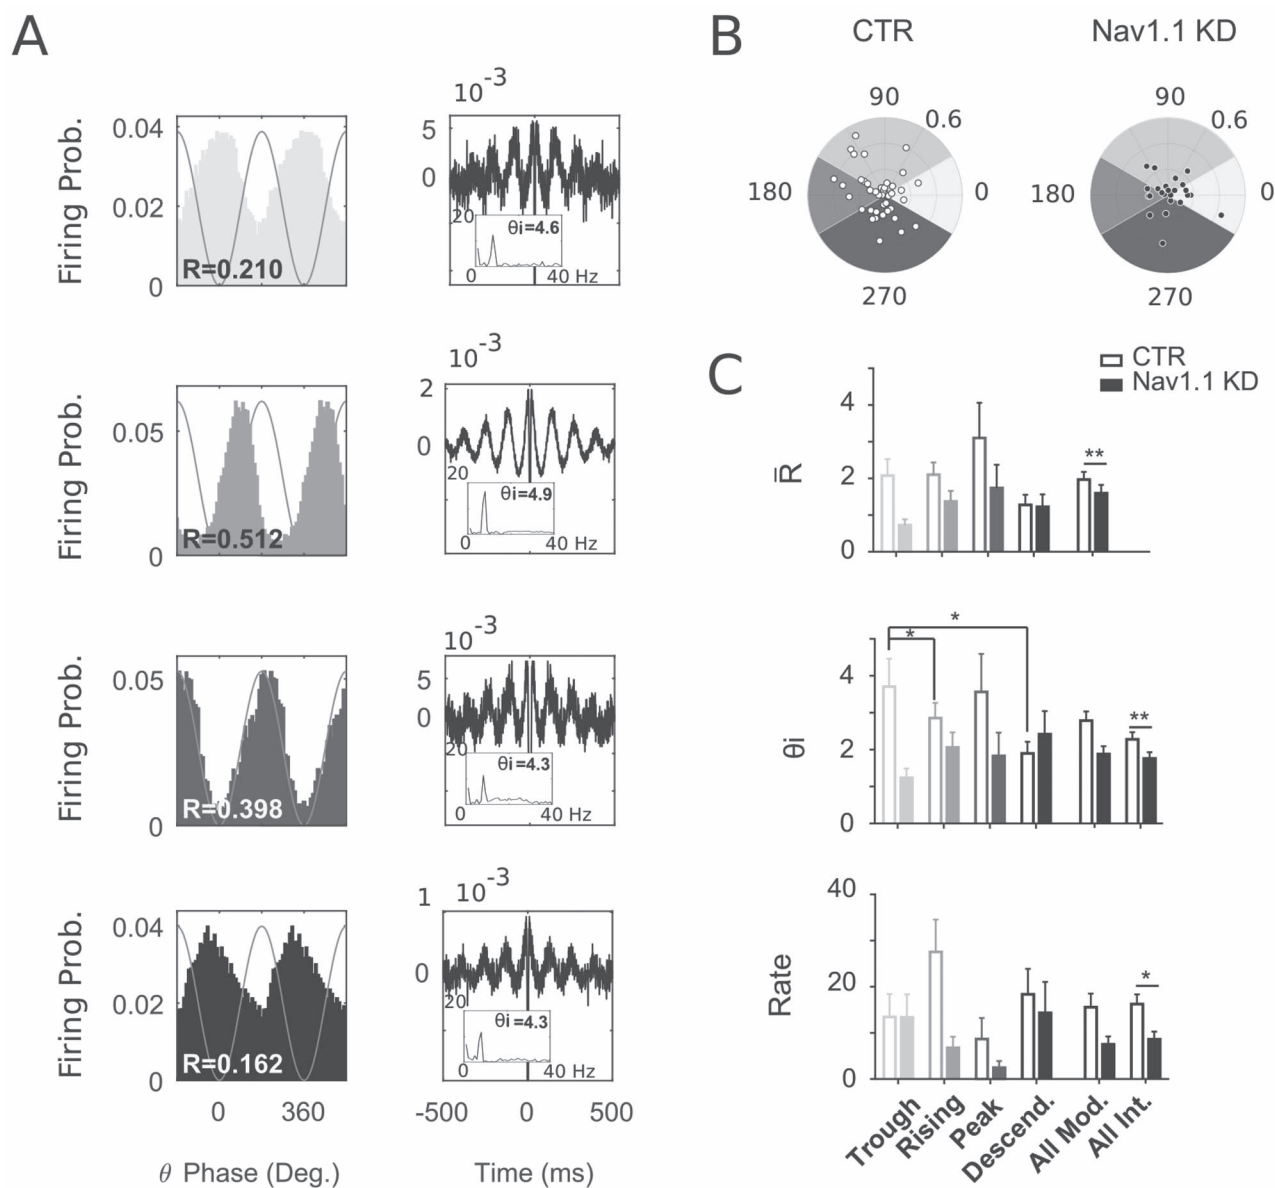 A
Firing Prob.
0.04
0.02
0
R=0.210
10-3
5
0
20
θi=4.6
0
40 Hz
Firing Prob.
0.05
0
R=0.512
10-3
2
0
20
θi=4.9
0
40 Hz
Firing Prob.
0.05
0
R=0.398
10-3
5
0
20
θi=4.3
0
40 Hz
Firing Prob.
0.04
0.02
0
R=0.162
0
360
θ Phase (Deg.)
1
10-3
0
20
θi=4.3
0
40 Hz
-500
0
500
Time (ms)
B
CTR
90
0.6
180
0
270
Nav1.1 KD
90
0.6
180
0
270
C
CTR
Nav1.1 KD
R̅
4
2
0
**
θi
4
2
0
*
*
**
Rate
40
20
0
*
Trough
Rising
Peak
Descend.
All Mod.
All Int.